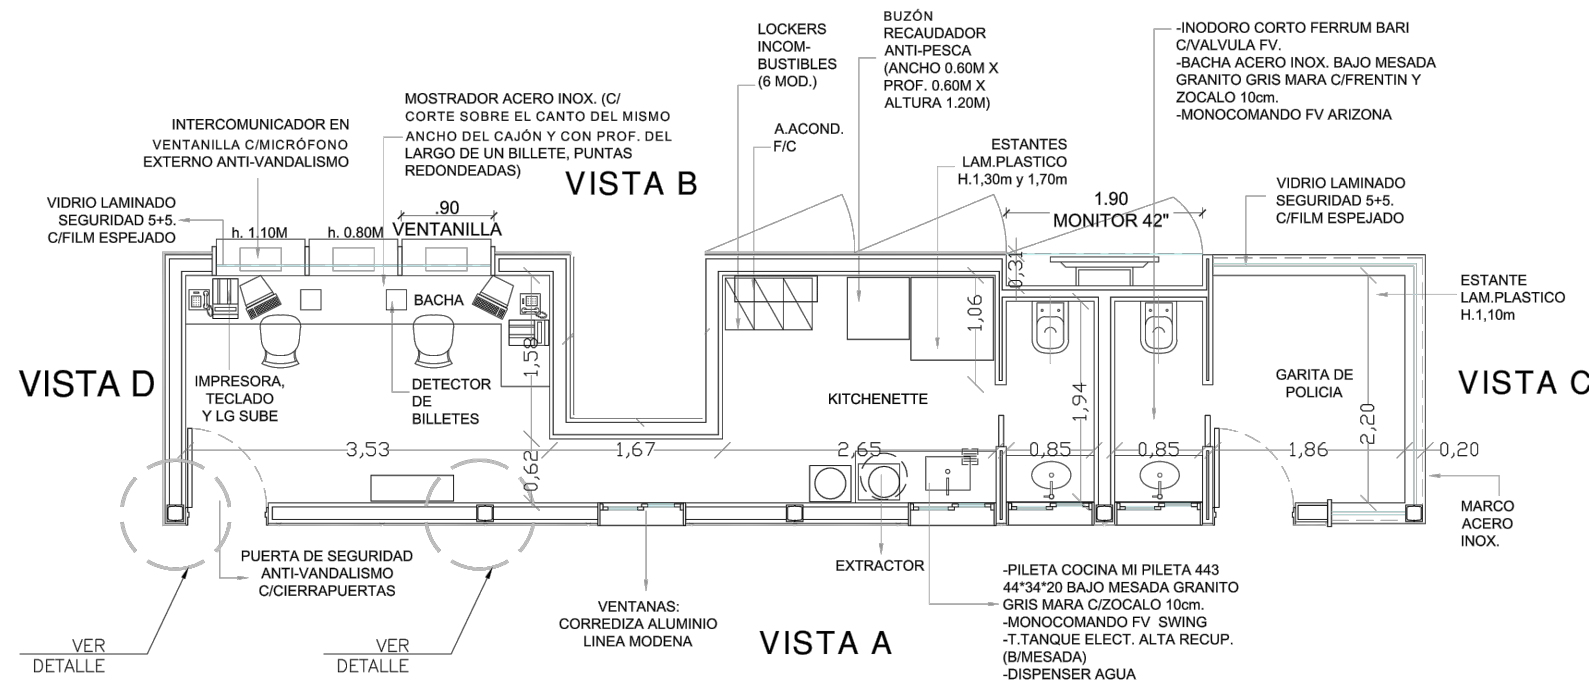 LOCKERS
INCOM-
BUSTIBLES
(6 MOD.)
BUZÓN
RECAUDADOR
ANTI-PESCA
(ANCHO 0.60M X
PROF. 0.60M X
ALTURA 1.20M)
-INODORO CORTO FERRUM BARI
C/VALVULA FV.
-BACHA ACERO INOX. BAJO MESADA
GRANITO GRIS MARA C/FRENTIN Y
ZOCALO 10cm.
-MONOCOMANDO FV ARIZONA
MOSTRADOR ACERO INOX. (C/
CORTE SOBRE EL CANTO DEL MISMO
ANCHO DEL CAJÓN Y CON PROF. DEL
LARGO DE UN BILLETE, PUNTAS
REDONDEADAS)
INTERCOMUNICADOR EN
VENTANILLA C/MICRÓFONO
EXTERNO ANTI-VANDALISMO
A.ACOND.
F/C
ESTANTES
LAM.PLASTICO
H.1,30m y 1,70m
VISTA B
VIDRIO LAMINADO
SEGURIDAD 5+5.
C/FILM ESPEJADO
h. 1.10M
h. 0.80M
.90
VENTANILLA
1.90
MONITOR 42"
VIDRIO LAMINADO
SEGURIDAD 5+5.
C/FILM ESPEJADO
0,31
ESTANTE
LAM.PLASTICO
H.1,10m
BACHA
1,06
1,58
VISTA D
IMPRESORA,
TECLADO
Y LG SUBE
DETECTOR
DE
BILLETES
KITCHENETTE
1,94
GARITA DE
POLICIA
2,20
VISTA C
3,53
0,62
1,67
2,65
0,85
0,85
1,86
0,20
MARCO
ACERO
INOX.
PUERTA DE SEGURIDAD
ANTI-VANDALISMO
C/CIERRAPUERTAS
EXTRACTOR
VENTANAS:
CORREDIZA ALUMINIO
LINEA MODENA
-PILETA COCINA MI PILETA 443
44*34*20 BAJO MESADA GRANITO
GRIS MARA C/ZOCALO 10cm.
-MONOCOMANDO FV SWING
-T.TANQUE ELECT. ALTA RECUP.
(B/MESADA)
-DISPENSER AGUA
VISTA A
VER
DETALLE
VER
DETALLE